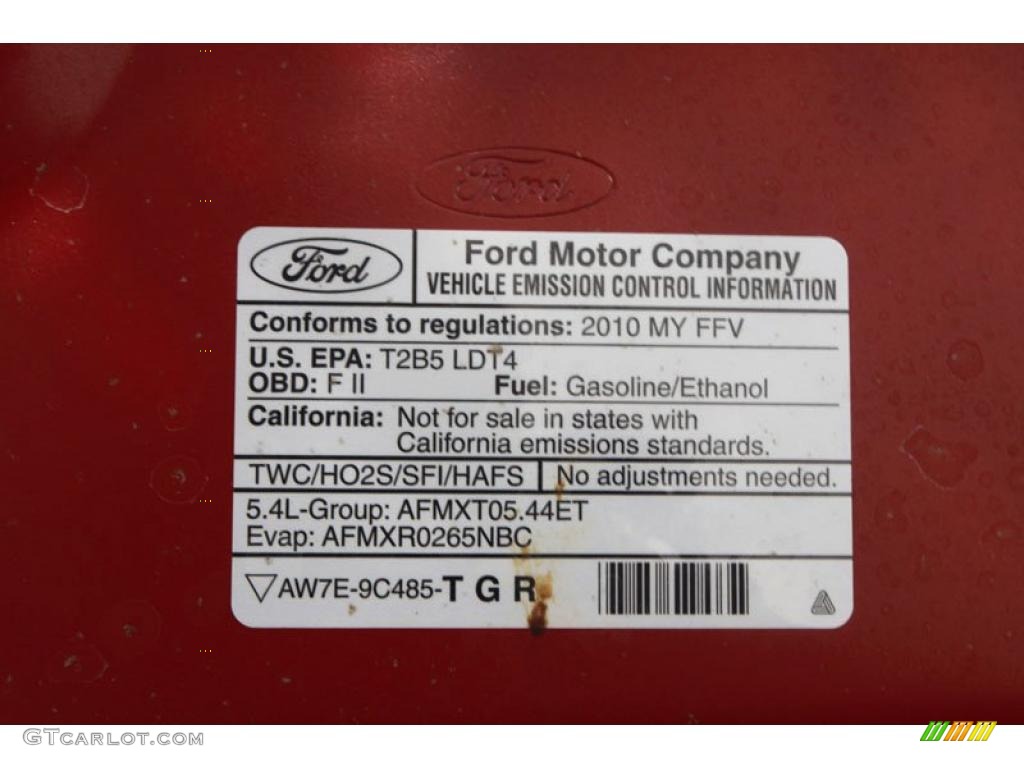 Ford
Ford
Ford Motor Company
VEHICLE EMISSION CONTROL INFORMATION
Conforms to regulations: 2010 MY FFV
U.S. EPA: T2B5 LDT4
OBD: F II Fuel: Gasoline/Ethanol
California: Not for sale in states with
California emissions standards.
TWC/HO2S/SFI/HAFS No adjustments needed.
5.4L-Group: AFMXT05.44ET
Evap: AFMXR0265NBC
AW7E-9C485-T G R
GTCARLOT.COM